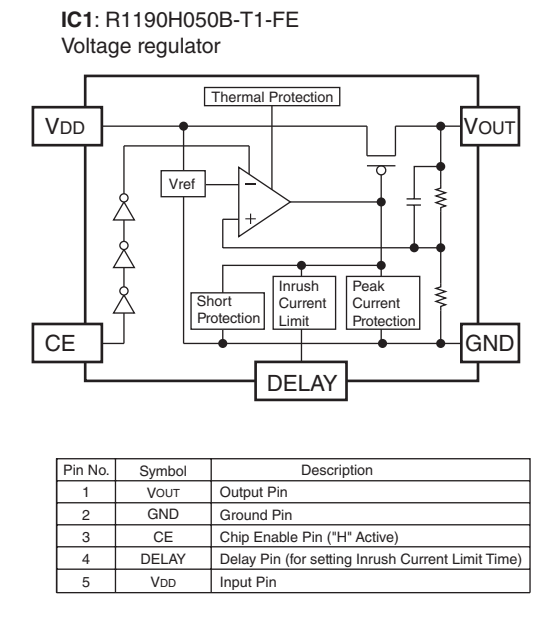 IC1: R1190H050B-T1-FE
Voltage regulator
Thermal Protection
VDD
VOUT
Vref
−
+
Short
Protection
Inrush
Current
Limit
Peak
Current
Protection
CE
GND
DELAY
Pin No. Symbol Description
1 VOUT Output Pin
2 GND Ground Pin
3 CE Chip Enable Pin ("H" Active)
4 DELAY Delay Pin (for setting Inrush Current Limit Time)
5 VDD Input Pin